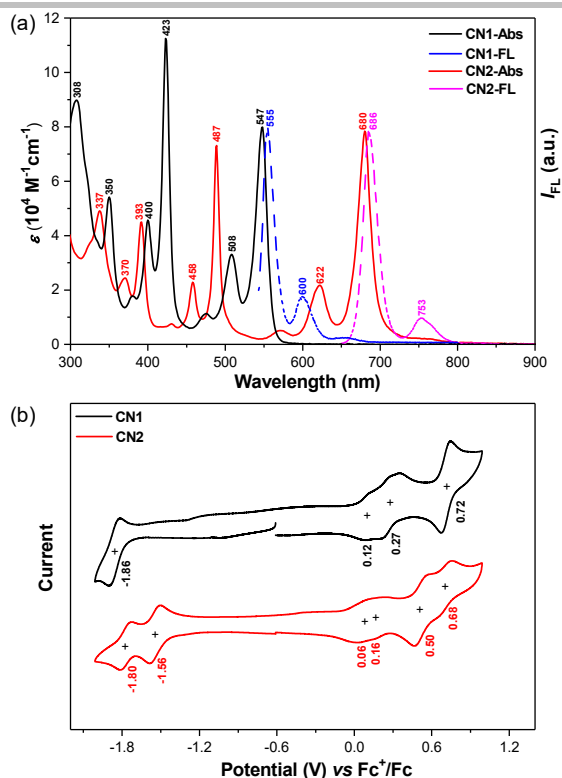 (a)
12
10
8
6
4
2
0
ε (10⁴ M⁻¹cm⁻¹)
308
350
400
423
508
547
555
600
337
370
393
458
487
622
680
686
753
CN1-Abs
CN1-FL
CN2-Abs
CN2-FL
I_FL (a.u.)
300 400 500 600 700 800 900
Wavelength (nm)
(b)
CN1
CN2
Current
-1.86
0.12
0.27
0.72
-1.80
-1.56
0.06
0.16
0.50
0.68
-1.8 -1.2 -0.6 0.0 0.6 1.2
Potential (V) vs Fc⁺/Fc